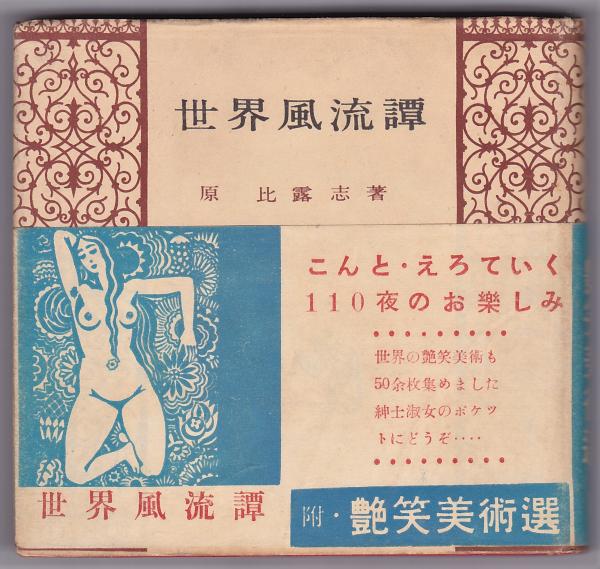 世界風流譚
原 比露志著
こんと・えろていく
110夜のお樂しみ
世界の艶笑美術も
50余枚集めました
紳士淑女のポケッ
トにどうぞ‥‥
世界風流譚
附・艶笑美術選